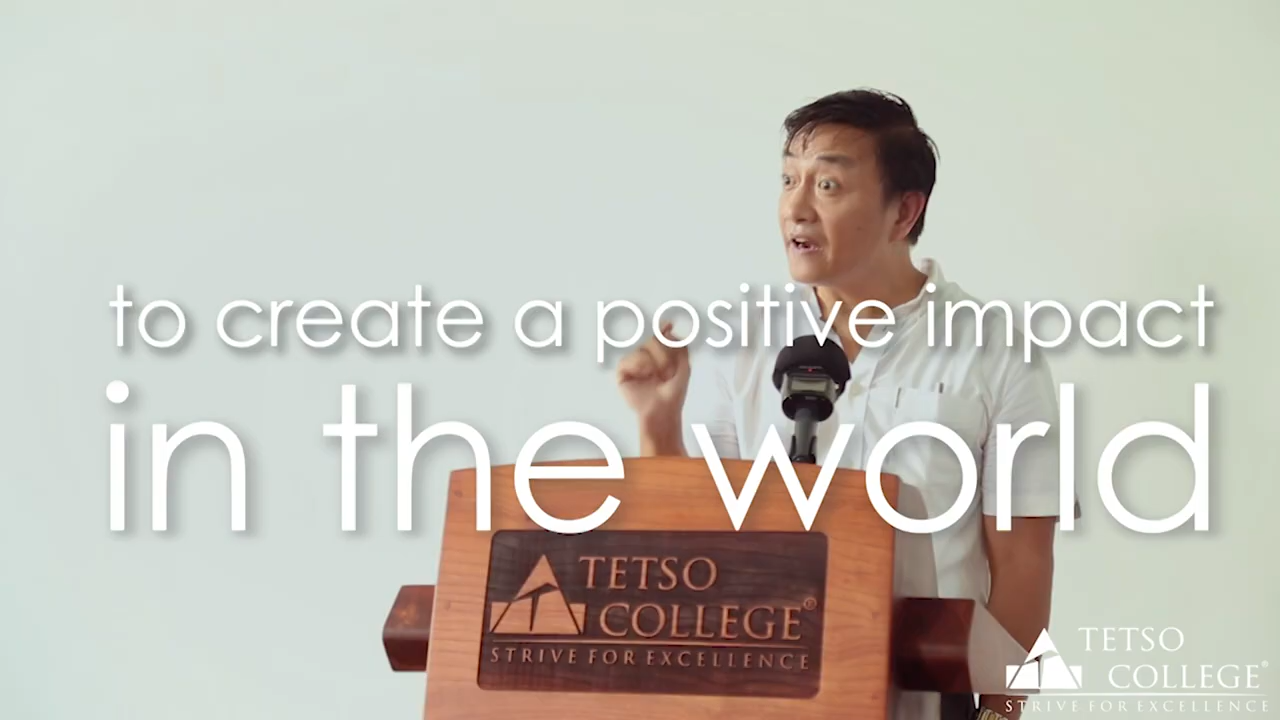 to create a positive impact
in the world
TETSO
COLLEGE®
STRIVE FOR EXCELLENCE
TETSO
COLLEGE®
STRIVE FOR EXCELLENCE